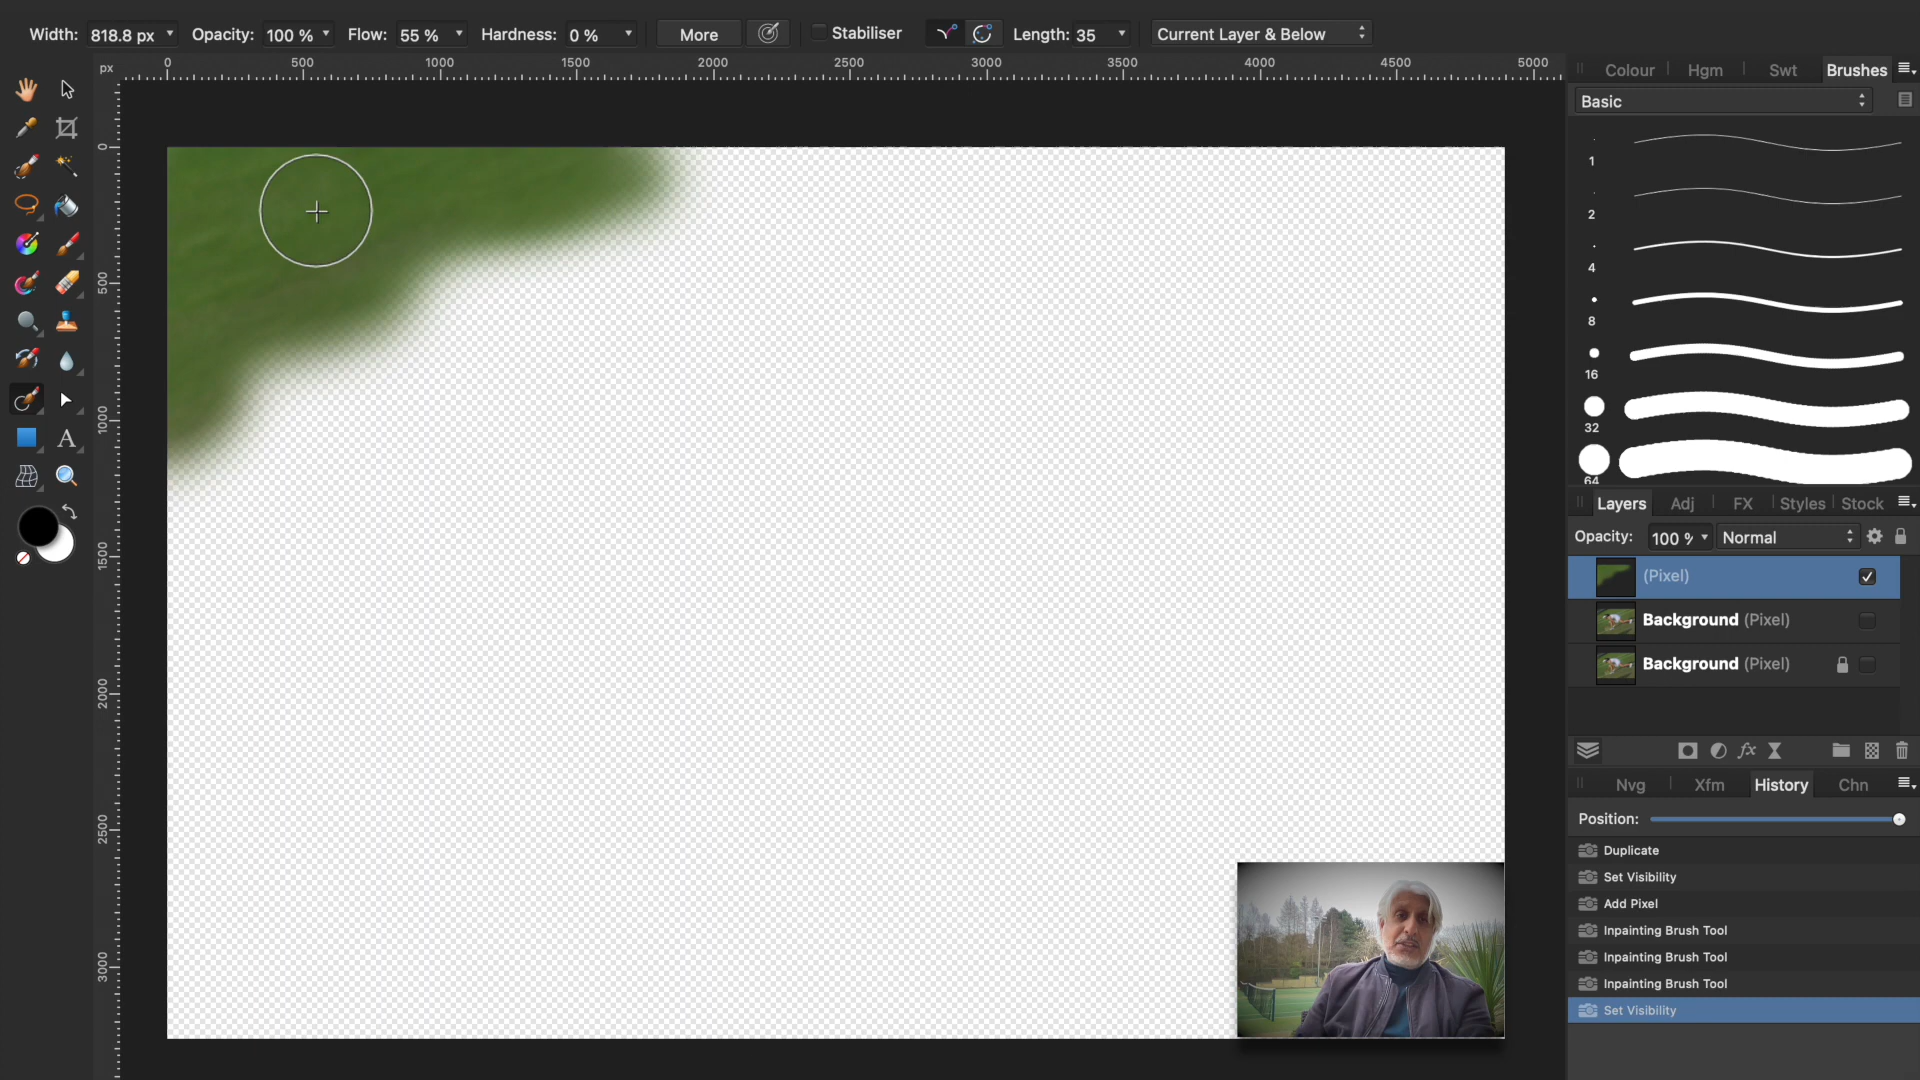 Width: 818.8 px Opacity: 100 % Flow: 55 % Hardness: 0 % More Stabiliser Length: 35 Current Layer & Below
px 0 500 1000 1500 2000 2500 3000 3500 4000 4500 5000
Colour Hgm Swt Brushes
Basic
0
500
1000
1500
2000
2500
3000
A
1
2
4
8
16
32
64
Layers Adj FX Styles Stock
Opacity: 100 % Normal
(Pixel)
Background (Pixel)
Background (Pixel)
fx
Nvg Xfm History Chn
Position:
Duplicate
Set Visibility
Add Pixel
Inpainting Brush Tool
Inpainting Brush Tool
Inpainting Brush Tool
Set Visibility